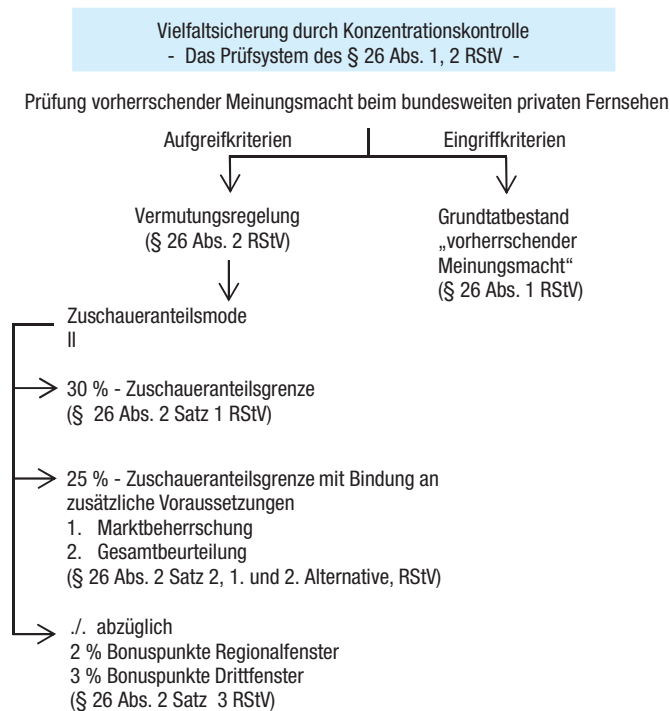 Vielfaltsicherung durch Konzentrationskontrolle
- Das Prüfsystem des § 26 Abs. 1, 2 RStV -
Prüfung vorherrschender Meinungsmacht beim bundesweiten privaten Fernsehen
Aufgreifkriterien
Eingriffkriterien
Vermutungsregelung
(§ 26 Abs. 2 RStV)
Grundtatbestand
„vorherrschender
Meinungsmacht“
(§ 26 Abs. 1 RStV)
Zuschaueranteilsmode
ll
30 % - Zuschaueranteilsgrenze
(§ 26 Abs. 2 Satz 1 RStV)
25 % - Zuschaueranteilsgrenze mit Bindung an
zusätzliche Voraussetzungen
1. Marktbeherrschung
2. Gesamtbeurteilung
(§ 26 Abs. 2 Satz 2, 1. und 2. Alternative, RStV)
./. abzüglich
2 % Bonuspunkte Regionalfenster
3 % Bonuspunkte Drittfenster
(§ 26 Abs. 2 Satz 3 RStV)